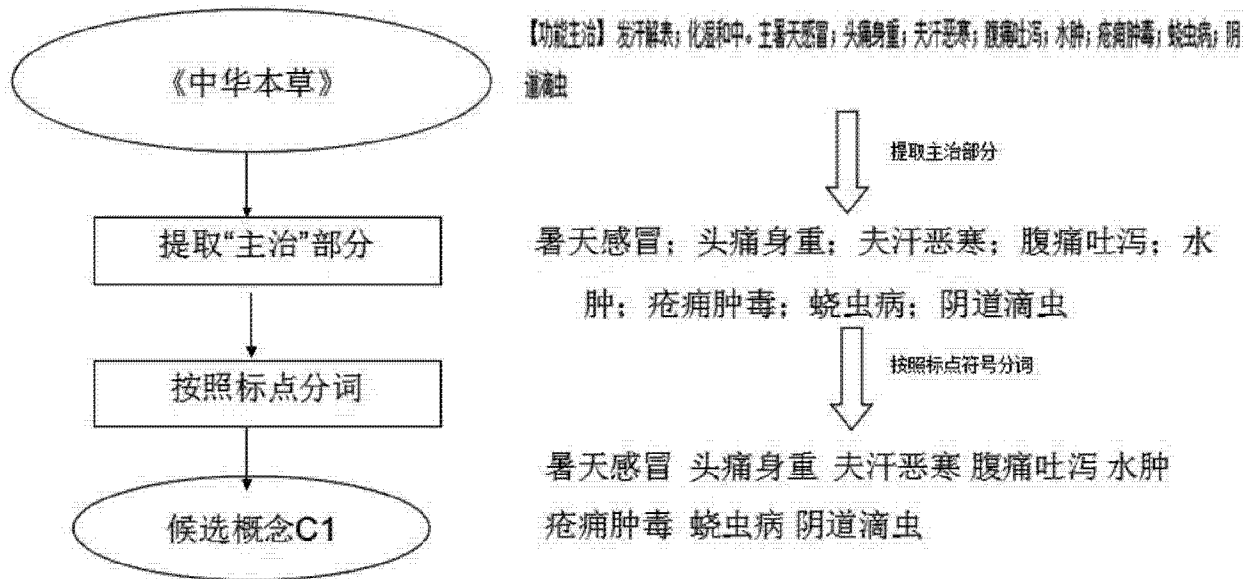 《中华本草》
提取“主治”部分
按照标点分词
候选概念C1
【功能主治】 发汗解表；化湿和中。主暑天感冒；头痛身重；夫汗恶寒；腹痛吐泻；水肿；疮痈肿毒；蛲虫病；阴
道滴虫
提取主治部分
暑天感冒；头痛身重；夫汗恶寒；腹痛吐泻；水
肿；疮痈肿毒；蛲虫病；阴道滴虫
按照标点符号分词
暑天感冒 头痛身重 夫汗恶寒 腹痛吐泻 水肿
疮痈肿毒 蛲虫病 阴道滴虫